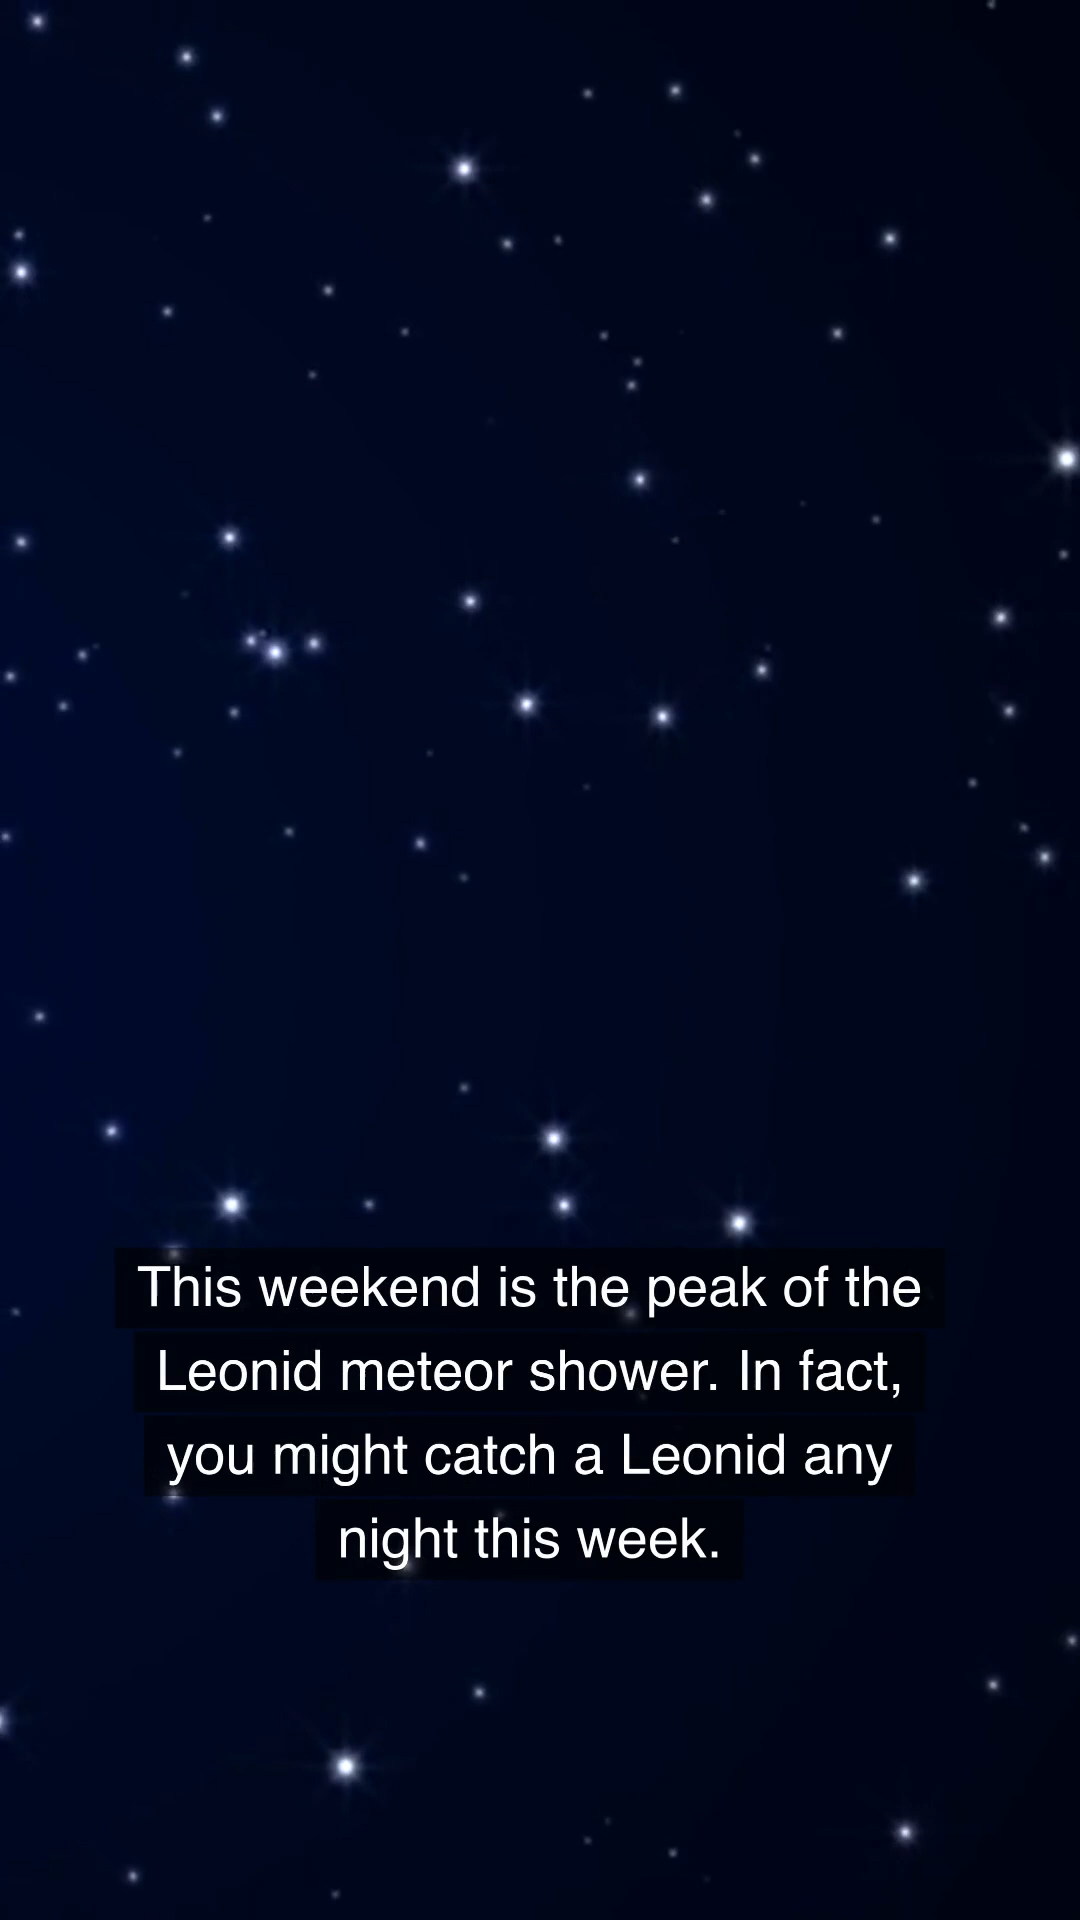 This weekend is the peak of the
Leonid meteor shower. In fact,
you might catch a Leonid any
night this week.